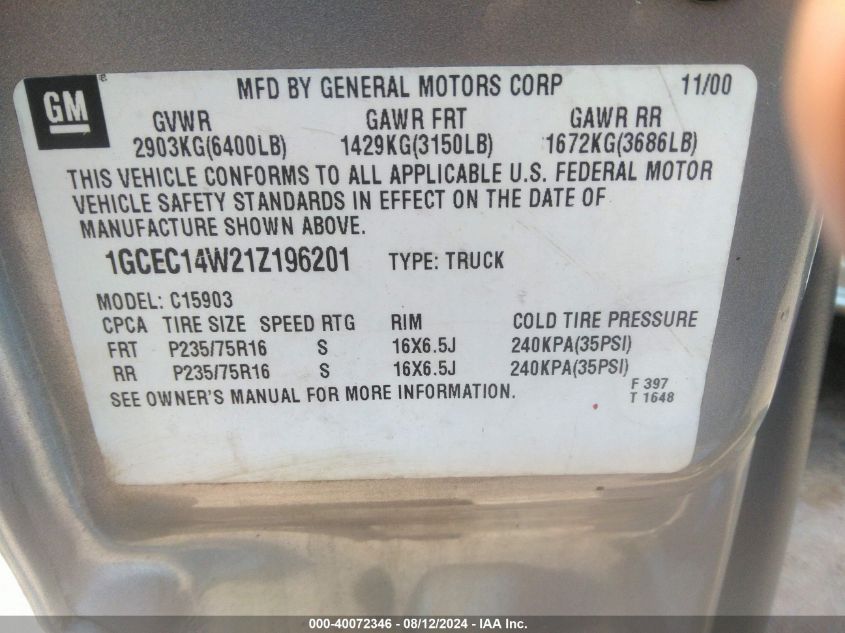 GM
MFD BY GENERAL MOTORS CORP 11/00
GVWR GAWR FRT GAWR RR
2903KG(6400LB) 1429KG(3150LB) 1672KG(3686LB)
THIS VEHICLE CONFORMS TO ALL APPLICABLE U.S. FEDERAL MOTOR
VEHICLE SAFETY STANDARDS IN EFFECT ON THE DATE OF
MANUFACTURE SHOWN ABOVE.
1GCEC14W21Z196201 TYPE: TRUCK
MODEL: C15903
CPCA TIRE SIZE SPEED RTG RIM COLD TIRE PRESSURE
FRT P235/75R16 S 16X6.5J 240KPA(35PSI)
RR P235/75R16 S 16X6.5J 240KPA(35PSI)
SEE OWNER'S MANUAL FOR MORE INFORMATION. F 397
T 1648
000-40072346 - 08/12/2024 - IAA Inc.